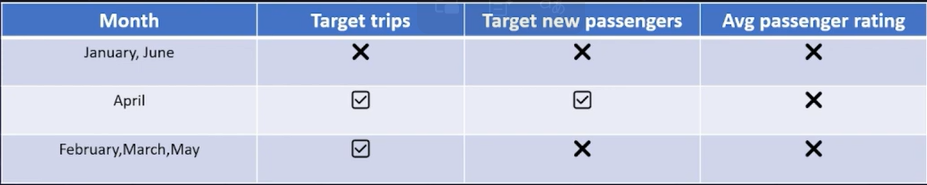 Month Target trips Target new passengers Avg passenger rating
January, June
April
February,March,May